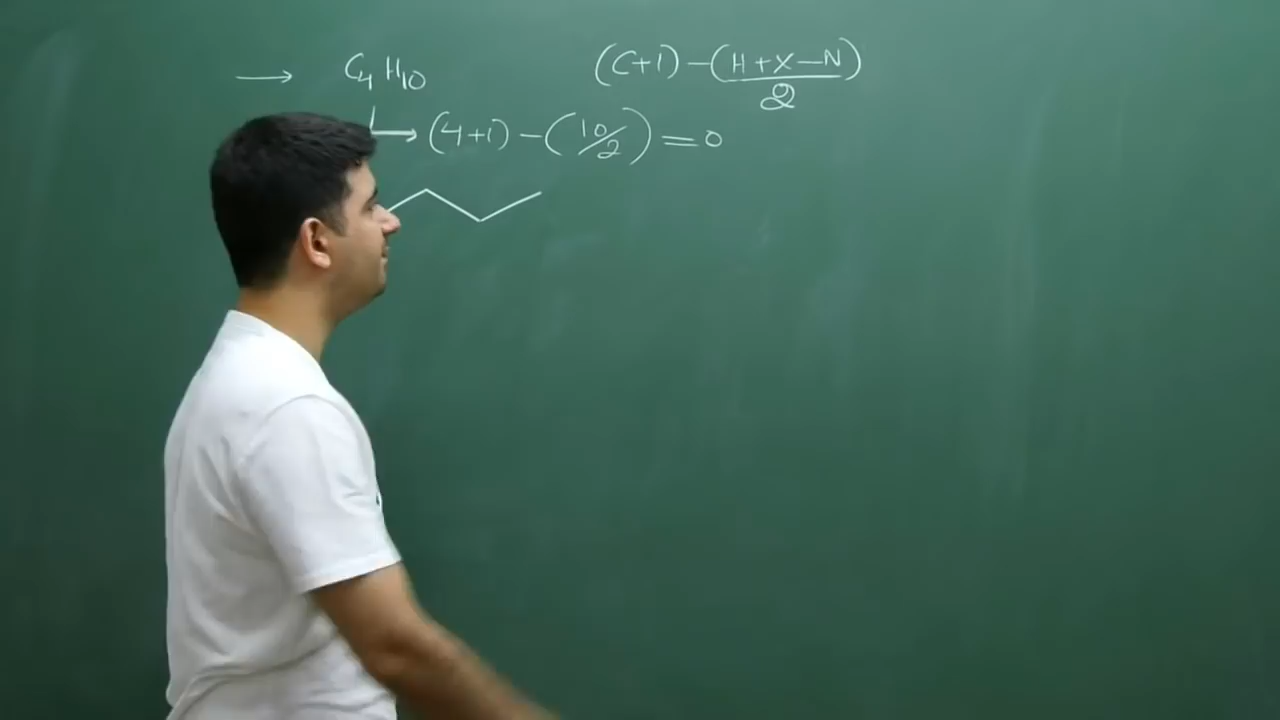 → C₄H₁₀ (C+1)-(H+X-N/2)
↳ (4+1)-(10/2)=0